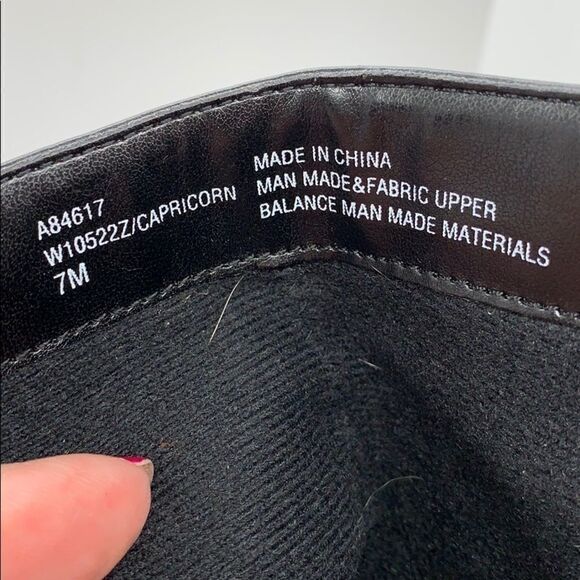 A84617
W10522Z/CAPRICORN
7M
MADE IN CHINA
MAN MADE&FABRIC UPPER
BALANCE MAN MADE MATERIALS